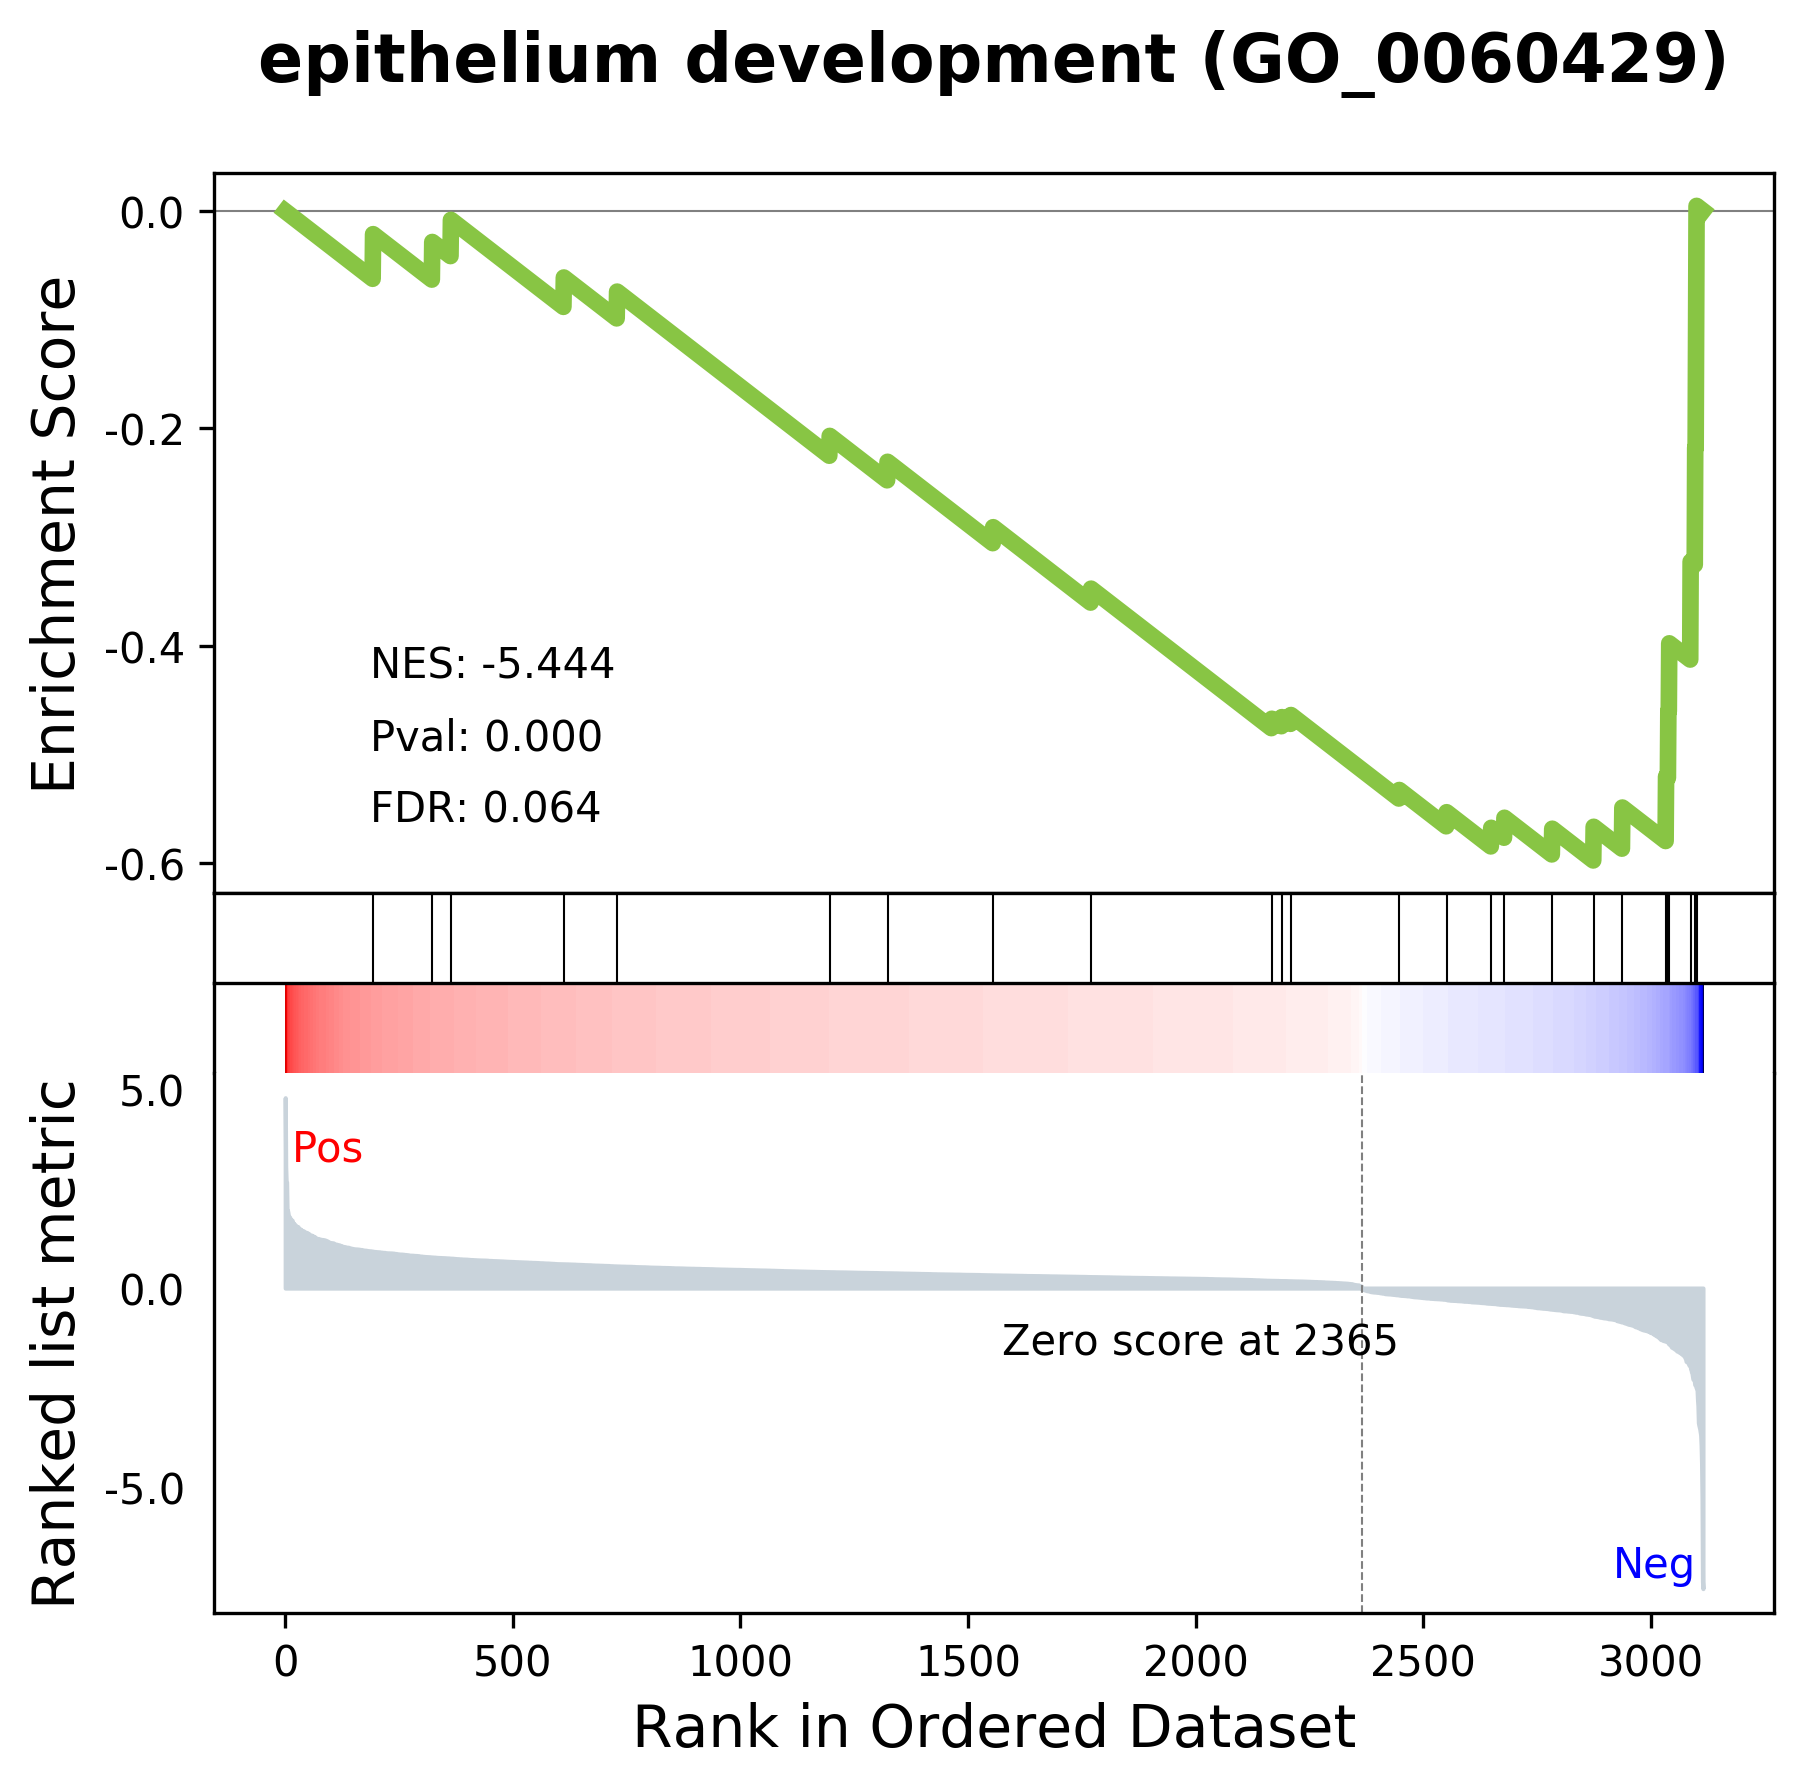 epithelium development (GO_0060429)
Enrichment Score
0.0
-0.2
-0.4
-0.6
NES: -5.444
Pval: 0.000
FDR: 0.064
Ranked list metric
5.0
0.0
-5.0
Pos
Zero score at 2365
Neg
0 500 1000 1500 2000 2500 3000
Rank in Ordered Dataset